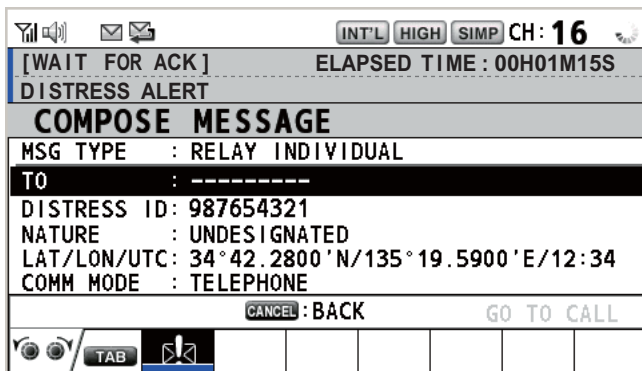 INT'L HIGH SIMP CH: 16
[WAIT FOR ACK] ELAPSED TIME: 00H01M15S
DISTRESS ALERT
COMPOSE MESSAGE
MSG TYPE : RELAY INDIVIDUAL
TO : ---------
DISTRESS ID: 987654321
NATURE : UNDESIGNATED
LAT/LON/UTC: 34°42.2800'N/135°19.5900'E/12:34
COMM MODE : TELEPHONE
CANCEL : BACK GO TO CALL
TAB